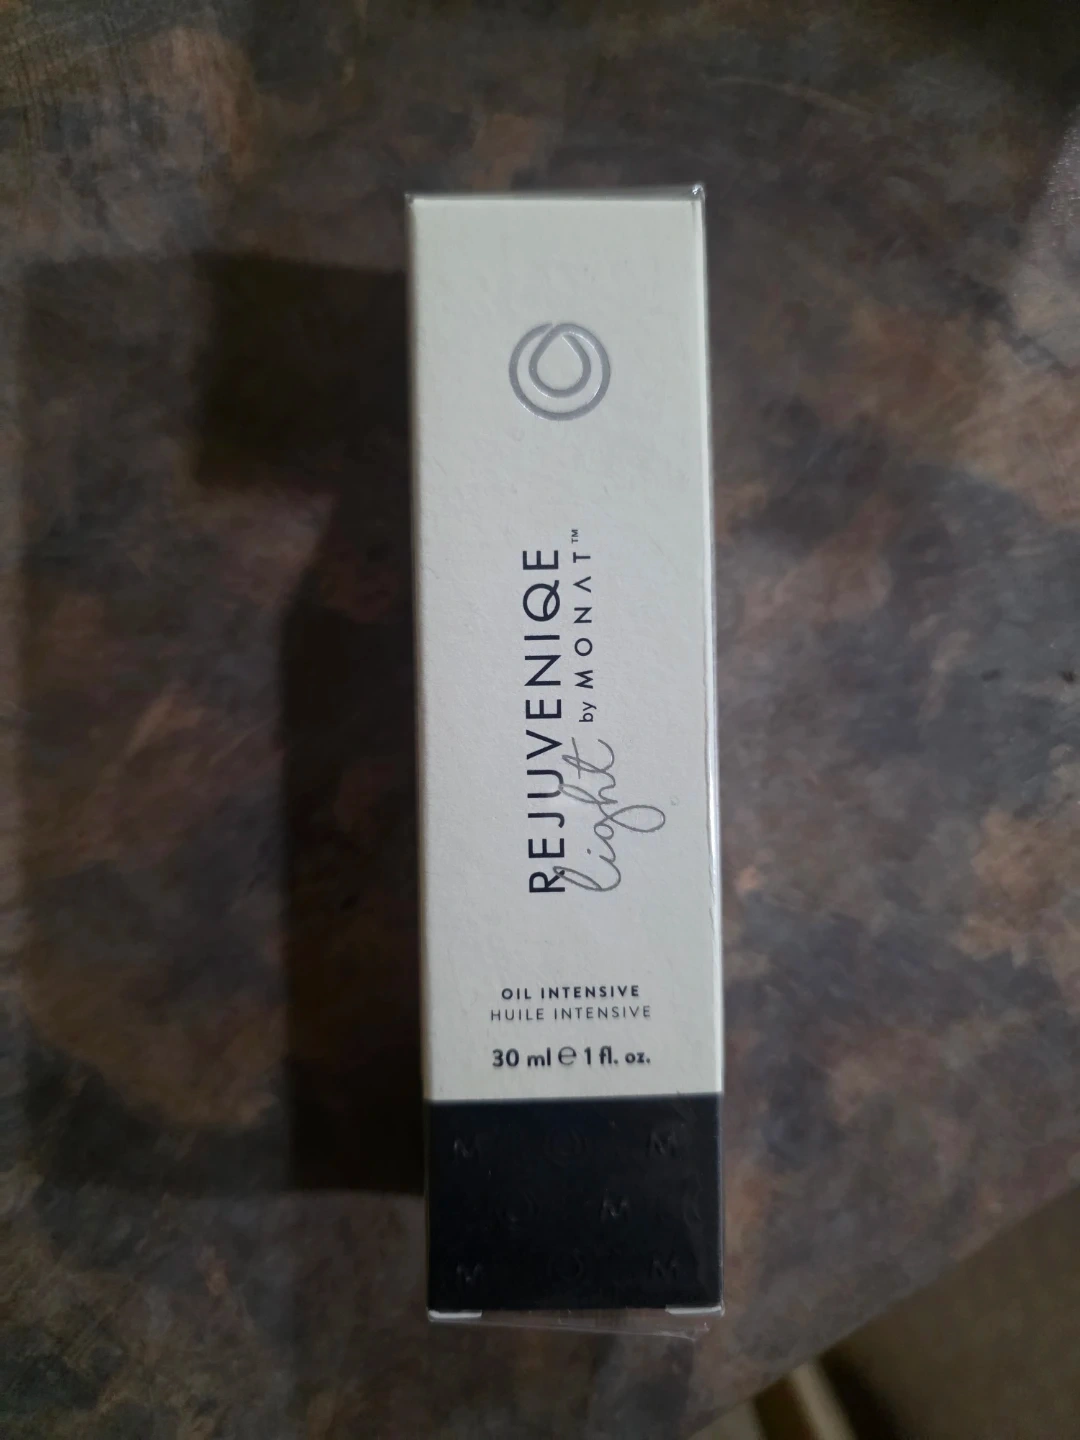 REJUVENIQE
light by MONAT™
OIL INTENSIVE
HUILE INTENSIVE
30 ml ℮ 1 fl. oz.